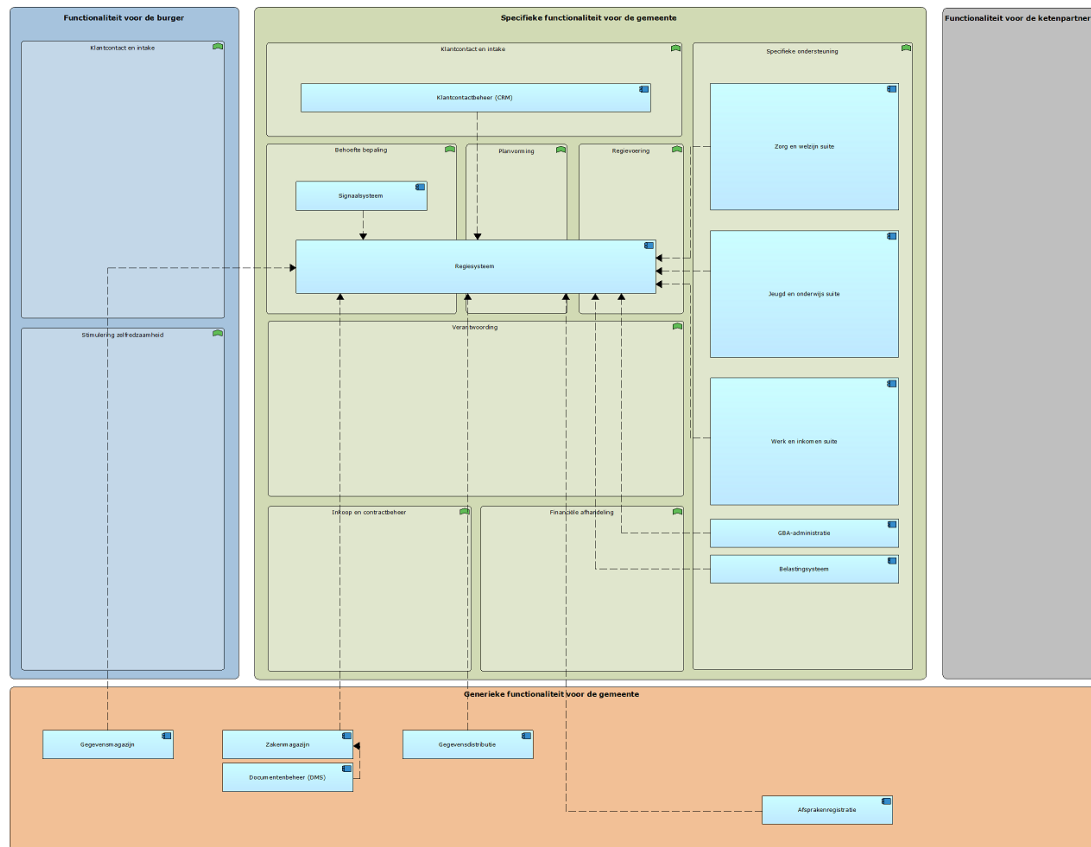 Functionaliteit voor de burger
Specifieke functionaliteit voor de gemeente
Functionaliteit voor de ketenpartner
Klantcontact en intake
Klantcontact en intake
Specifieke ondersteuning
Klantcontactbeheer (CRM)
Zorg en welzijn suite
Behoefte bepaling
Planvorming
Regievoering
Signaalsysteem
Regiesysteem
Jeugd en onderwijs suite
Stimulering zelfredzaamheid
Verantwoording
Werk en inkomen suite
Inkoop en contractbeheer
Financiële afhandeling
GBA-administratie
Belastingsysteem
Generieke functionaliteit voor de gemeente
Gegevensmagazijn
Zakenmagazijn
Gegevensdistributie
Documentenbeheer (DMS)
Afsprakenregistratie